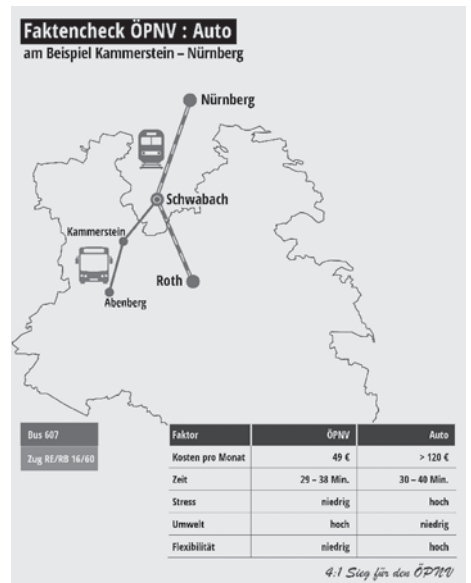 Faktencheck ÖPNV : Auto
am Beispiel Kammerstein – Nürnberg
Nürnberg
Schwabach
Kammerstein
Roth
Abenberg
Bus 607
Zug RE/RB 16/60
Faktor ÖPNV Auto
Kosten pro Monat 49 € > 120 €
Zeit 29 – 38 Min. 30 – 40 Min.
Stress niedrig hoch
Umwelt hoch niedrig
Flexibilität niedrig hoch
4:1 Sieg für den ÖPNV